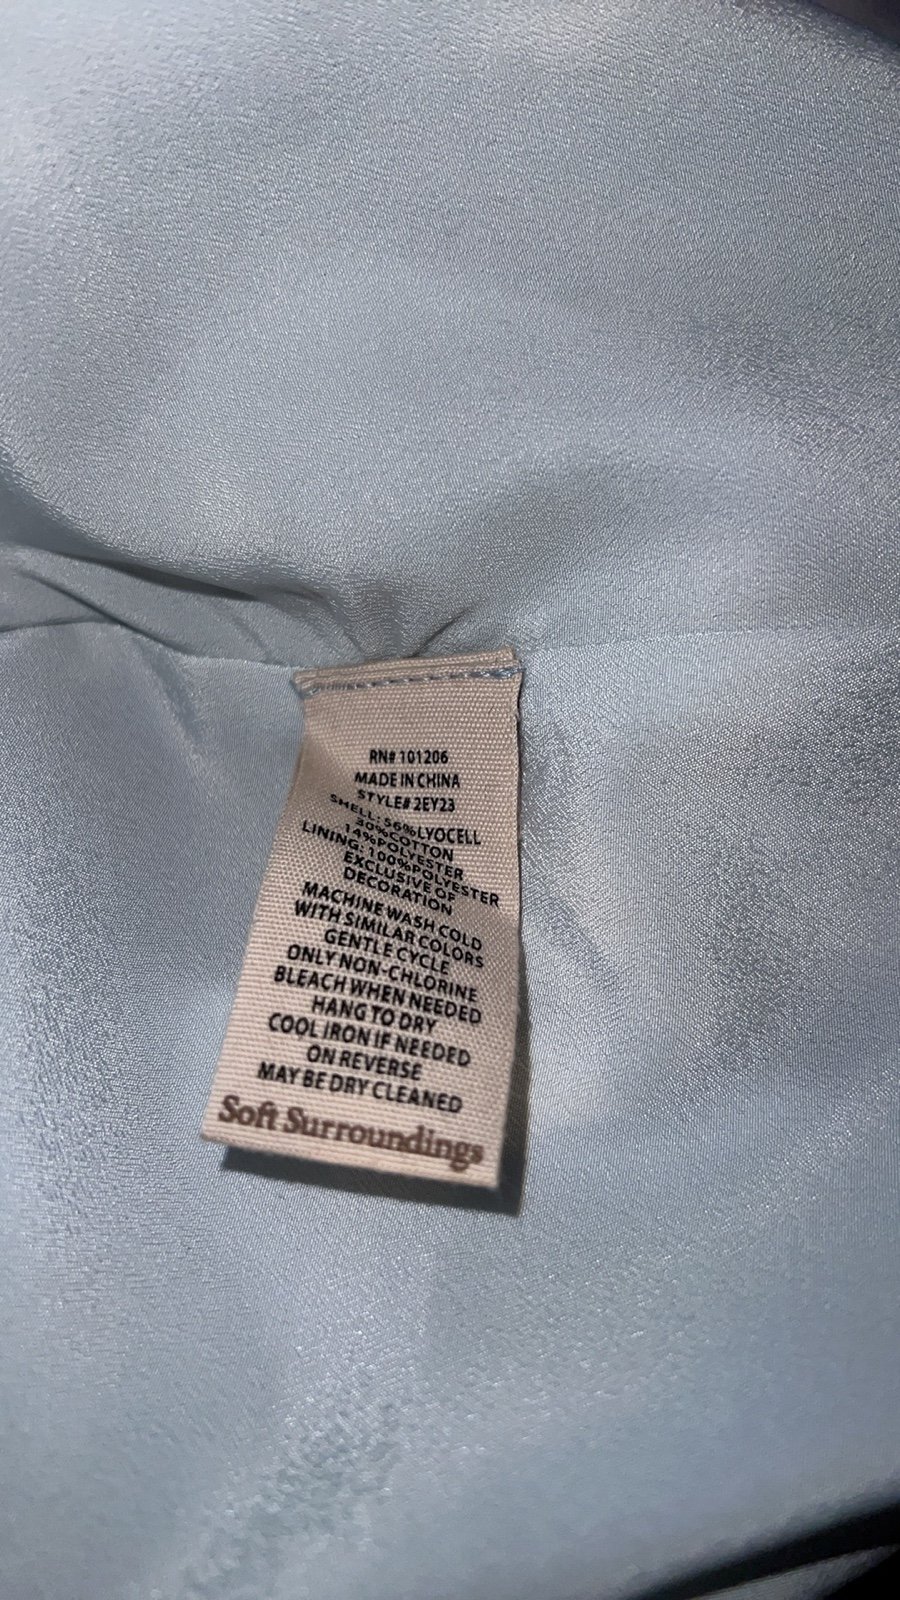 RN# 101206
MADE IN CHINA
STYLE# 2EY23
SHELL: 56%LYOCELL
30%COTTON
14%POLYESTER
LINING: 100%POLYESTER
EXCLUSIVE OF
DECORATION
MACHINE WASH COLD
WITH SIMILAR COLORS
GENTLE CYCLE
ONLY NON-CHLORINE
BLEACH WHEN NEEDED
HANG TO DRY
COOL IRON IF NEEDED
ON REVERSE
MAY BE DRY CLEANED
Soft Surroundings